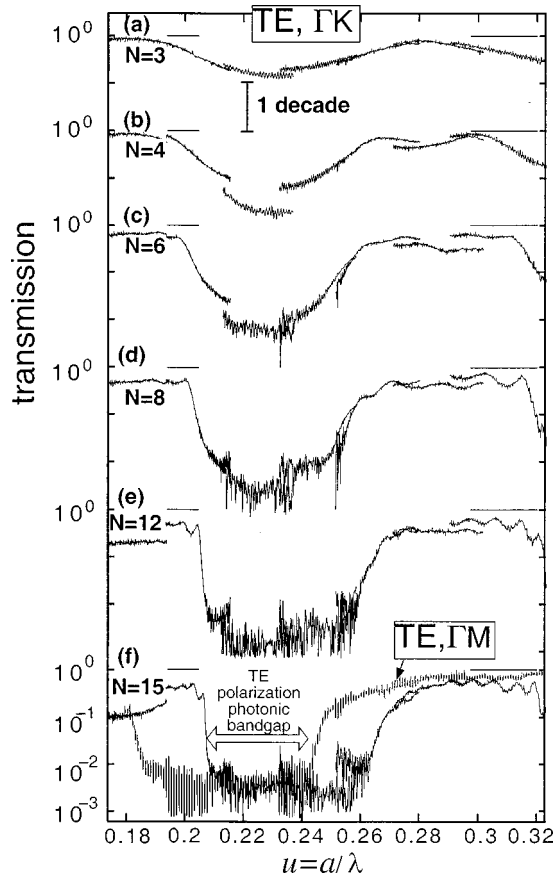 TE, ΓK
(a)
10⁰
N=3
1 decade
(b)
10⁰
N=4
(c)
10⁰
N=6
transmission
(d)
10⁰
N=8
(e)
10⁰
N=12
TE,ΓM
(f)
10⁰
N=15
TE
polarization
photonic
bandgap
10⁻¹
10⁻²
10⁻³
0.18 0.2 0.22 0.24 0.26 0.28 0.3 0.32
u=a/λ